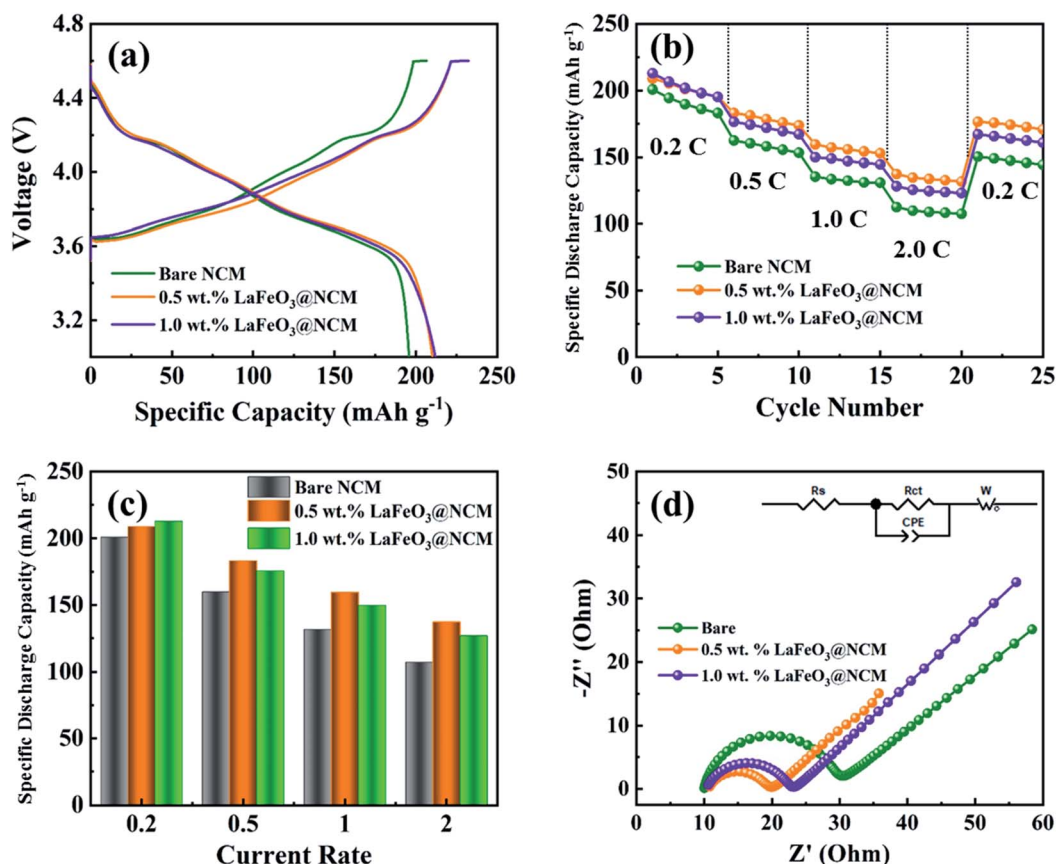 (a)
4.8
4.4
4.0
3.6
3.2
Voltage (V)
Bare NCM
0.5 wt.% LaFeO₃@NCM
1.0 wt.% LaFeO₃@NCM
0 50 100 150 200 250
Specific Capacity (mAh g⁻¹)
(b)
250
200
150
100
50
0
Specific Discharge Capacity (mAh g⁻¹)
0.2 C
0.5 C
1.0 C
2.0 C
0.2 C
Bare NCM
0.5 wt.% LaFeO₃@NCM
1.0 wt.% LaFeO₃@NCM
0 5 10 15 20 25
Cycle Number
(c)
250
200
150
100
50
0
Specific Discharge Capacity (mAh g⁻¹)
Bare NCM
0.5 wt.% LaFeO₃@NCM
1.0 wt.% LaFeO₃@NCM
0.2 0.5 1 2
Current Rate
(d)
50
40
30
20
10
0
-Z'' (Ohm)
Rs Rct W
CPE
Bare
0.5 wt. % LaFeO₃@NCM
1.0 wt. % LaFeO₃@NCM
0 10 20 30 40 50 60
Z' (Ohm)